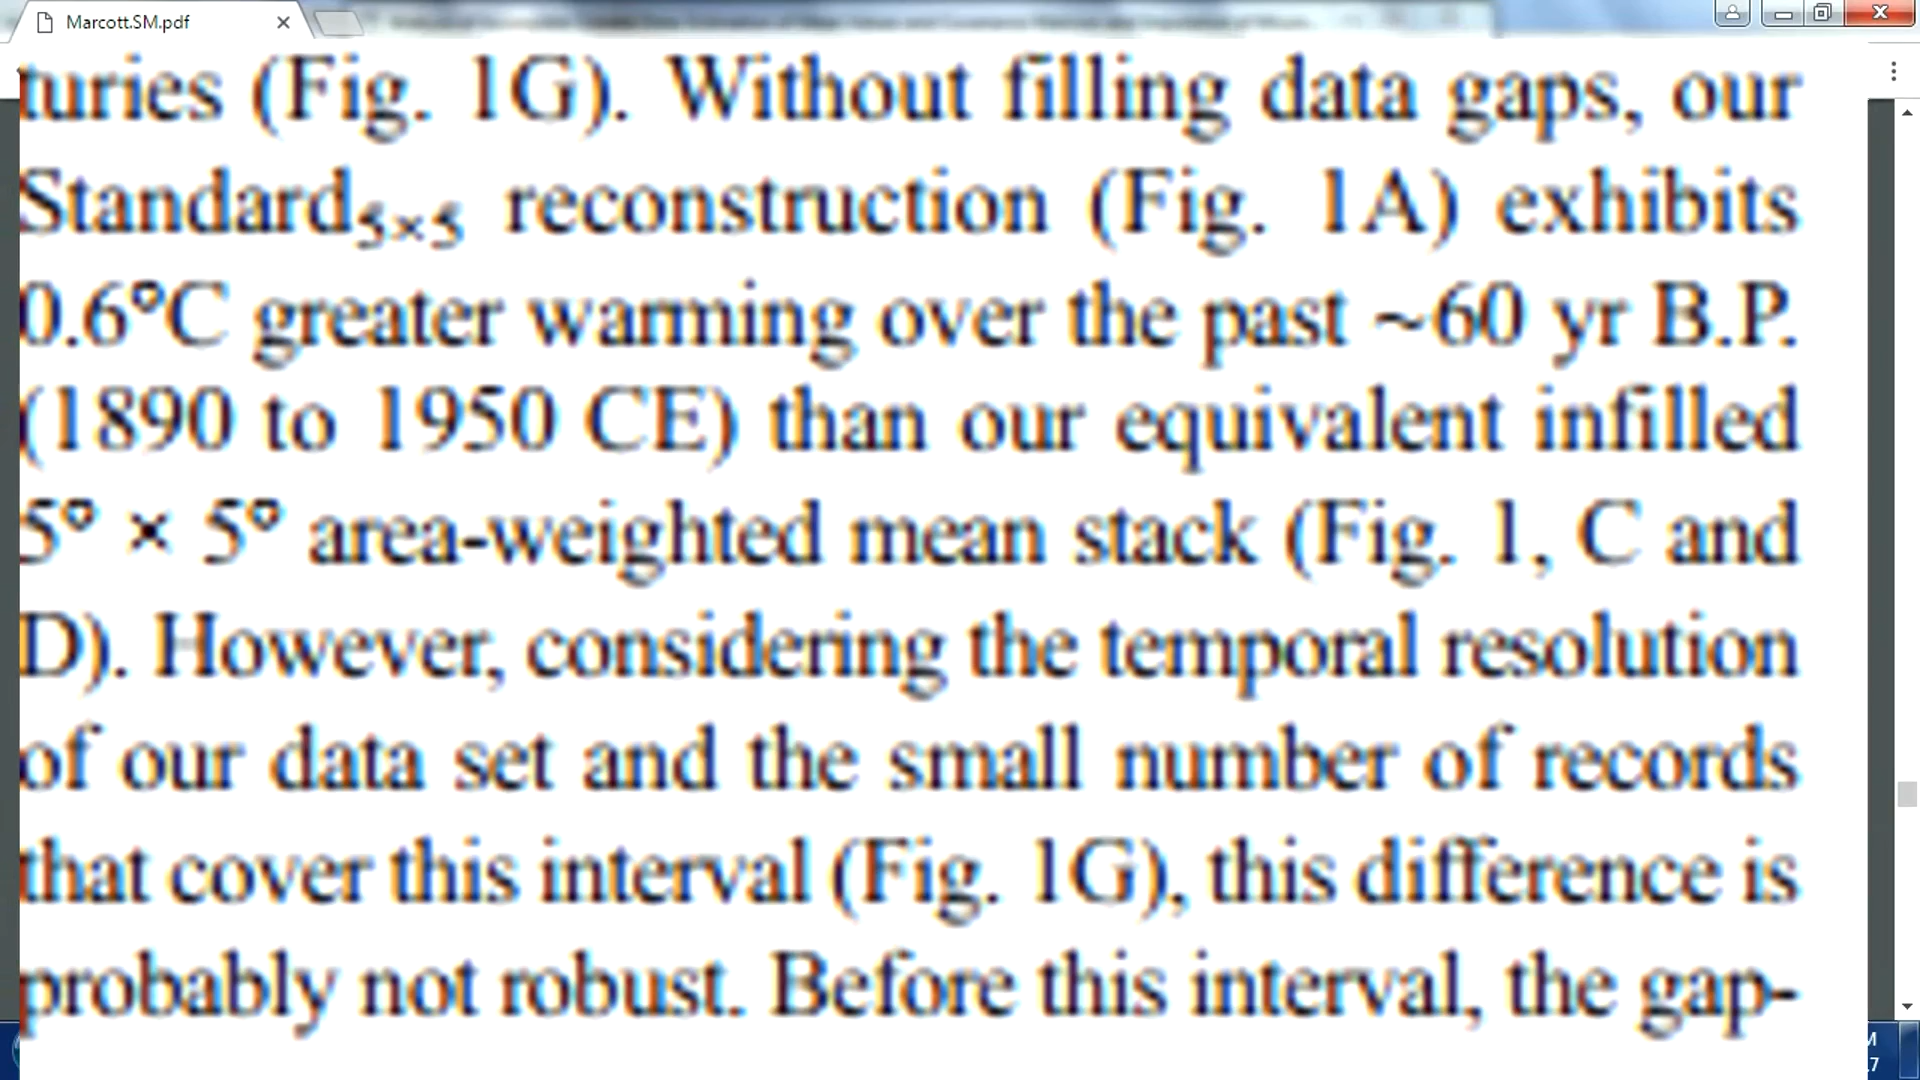 Marcott.SM.pdf
turies (Fig. 1G). Without filling data gaps, our
Standard5×5 reconstruction (Fig. 1A) exhibits
0.6°C greater warming over the past ~60 yr B.P.
(1890 to 1950 CE) than our equivalent infilled
5° × 5° area-weighted mean stack (Fig. 1, C and
D). However, considering the temporal resolution
of our data set and the small number of records
that cover this interval (Fig. 1G), this difference is
probably not robust. Before this interval, the gap-